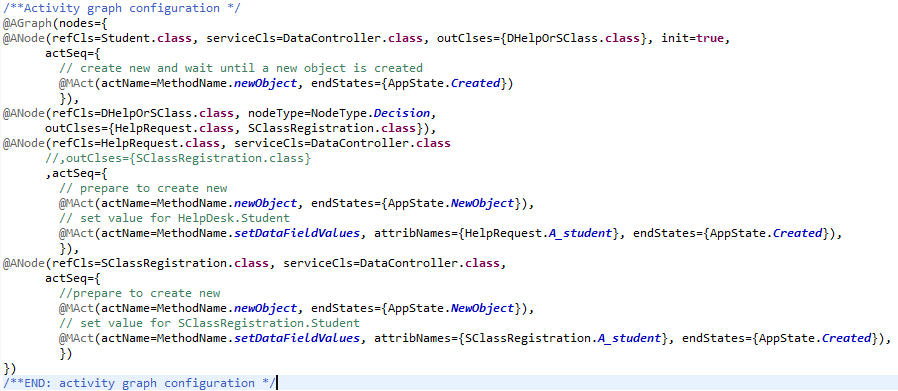 /**Activity graph configuration */
@AGraph(nodes={
@ANode(refCls=Student.class, serviceCls=DataController.class, outClses={DHelpOrSClass.class}, init=true,
      actSeq={
        // create new and wait until a new object is created
        @MAct(actName=MethodName.newObject, endStates={AppState.Created})
        }),
@ANode(refCls=DHelpOrSClass.class, nodeType=NodeType.Decision,
      outClses={HelpRequest.class, SClassRegistration.class}),
@ANode(refCls=HelpRequest.class, serviceCls=DataController.class
      //,outClses={SClassRegistration.class}
      ,actSeq={
        // prepare to create new
        @MAct(actName=MethodName.newObject, endStates={AppState.NewObject}),
        // set value for HelpDesk.Student
        @MAct(actName=MethodName.setDataFieldValues, attribNames={HelpRequest.A_student}, endStates={AppState.Created}),
        }),
@ANode(refCls=SClassRegistration.class, serviceCls=DataController.class,
      actSeq={
        //prepare to create new
        @MAct(actName=MethodName.newObject, endStates={AppState.NewObject}),
        // set value for SClassRegistration.Student
        @MAct(actName=MethodName.setDataFieldValues, attribNames={SClassRegistration.A_student}, endStates={AppState.Created}),
        })
})
/**END: activity graph configuration */